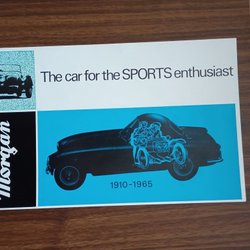 The car for the SPORTS enthusiast
Morgan
1910-1965